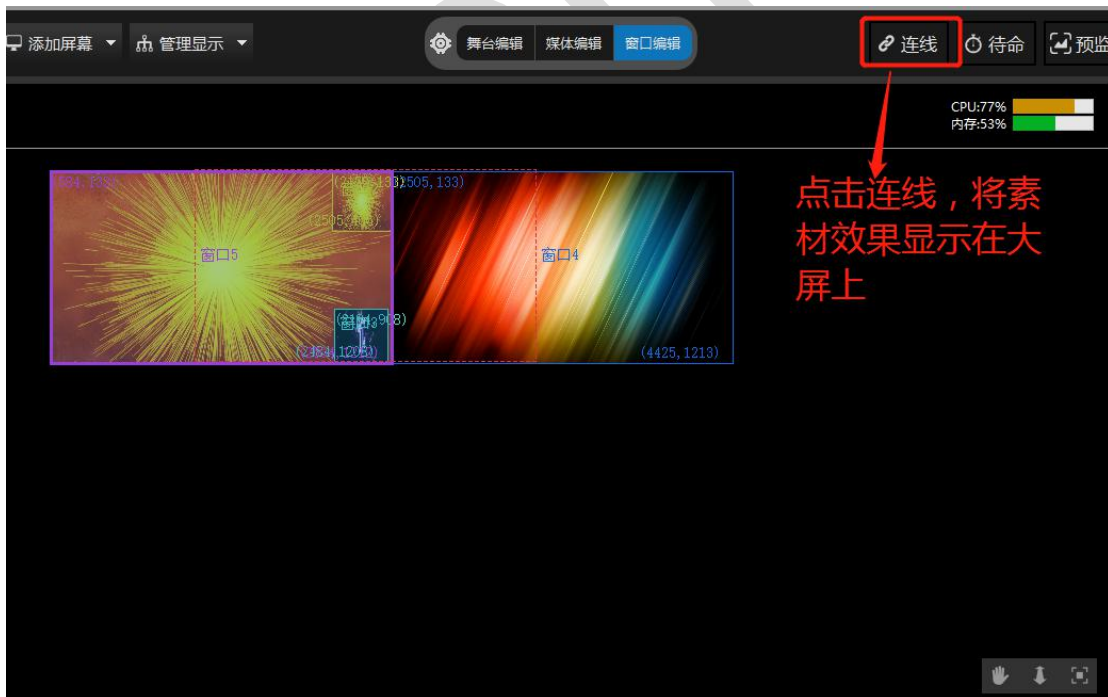 添加屏幕
管理显示
舞台编辑
媒体编辑
窗口编辑
连线
待命
预监
CPU:77%
内存:53%
2505, 133)
窗口5
窗口4
(4425, 1213)
点击连线，将素
材效果显示在大
屏上